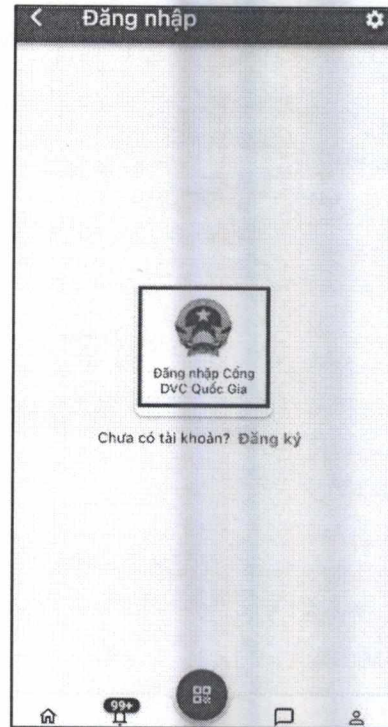 Đăng nhập
Đăng nhập Cổng
DVC Quốc Gia
Chưa có tài khoản? Đăng ký
99+